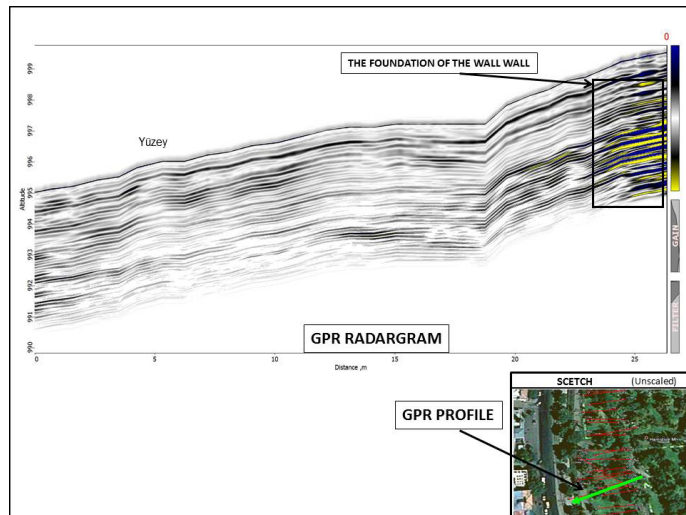 0
THE FOUNDATION OF THE WALL WALL
999
998
997
996
995
994
993
992
991
990
Altitude
Yüzey
GAIN
FILTER
GPR RADARGRAM
5
10
15
20
25
Distance ,m
SCETCH (Unscaled)
GPR PROFILE